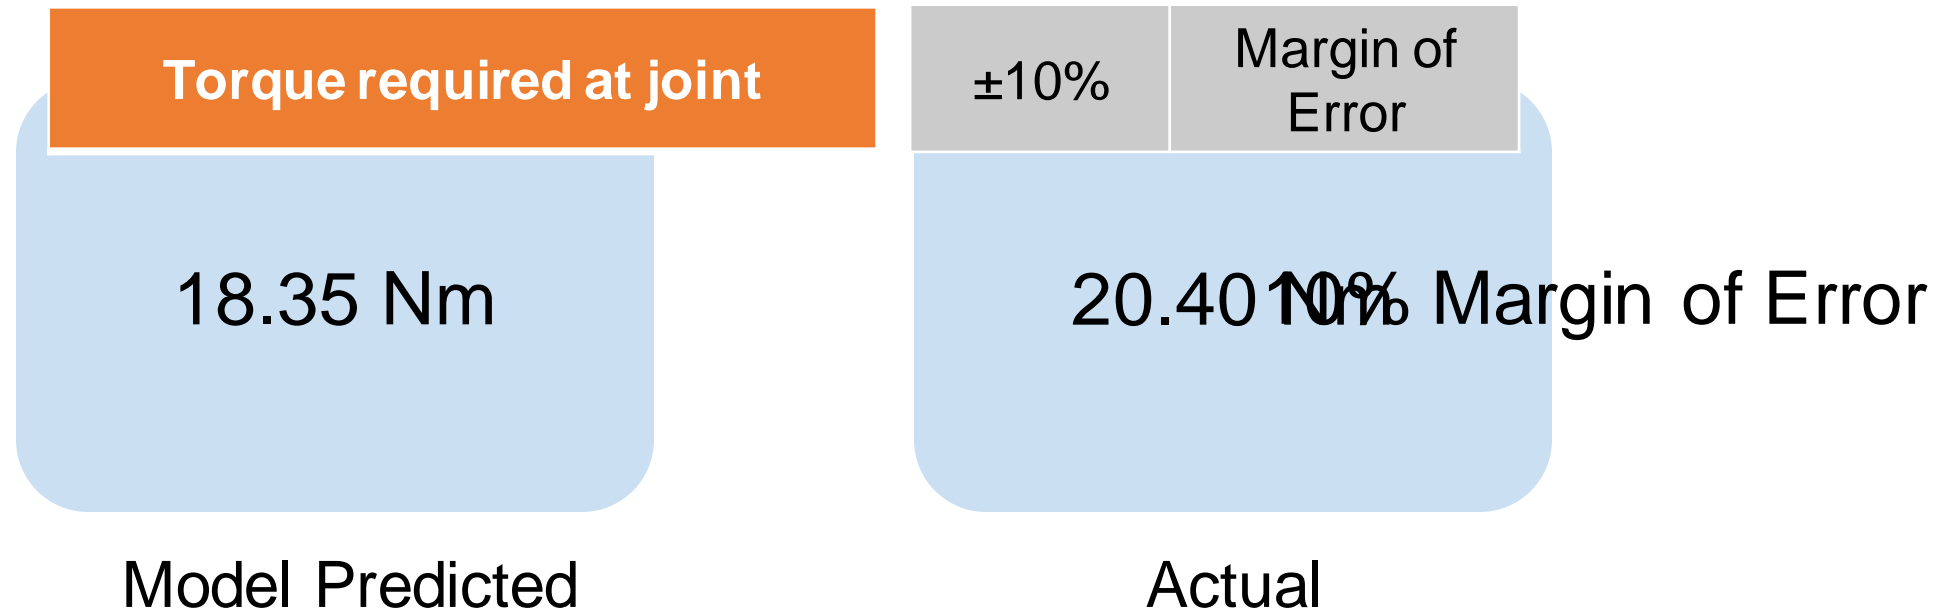 Torque required at joint
±10%
Margin of
Error
18.35 Nm
20.40 Nm
10% Margin of Error
Model Predicted
Actual